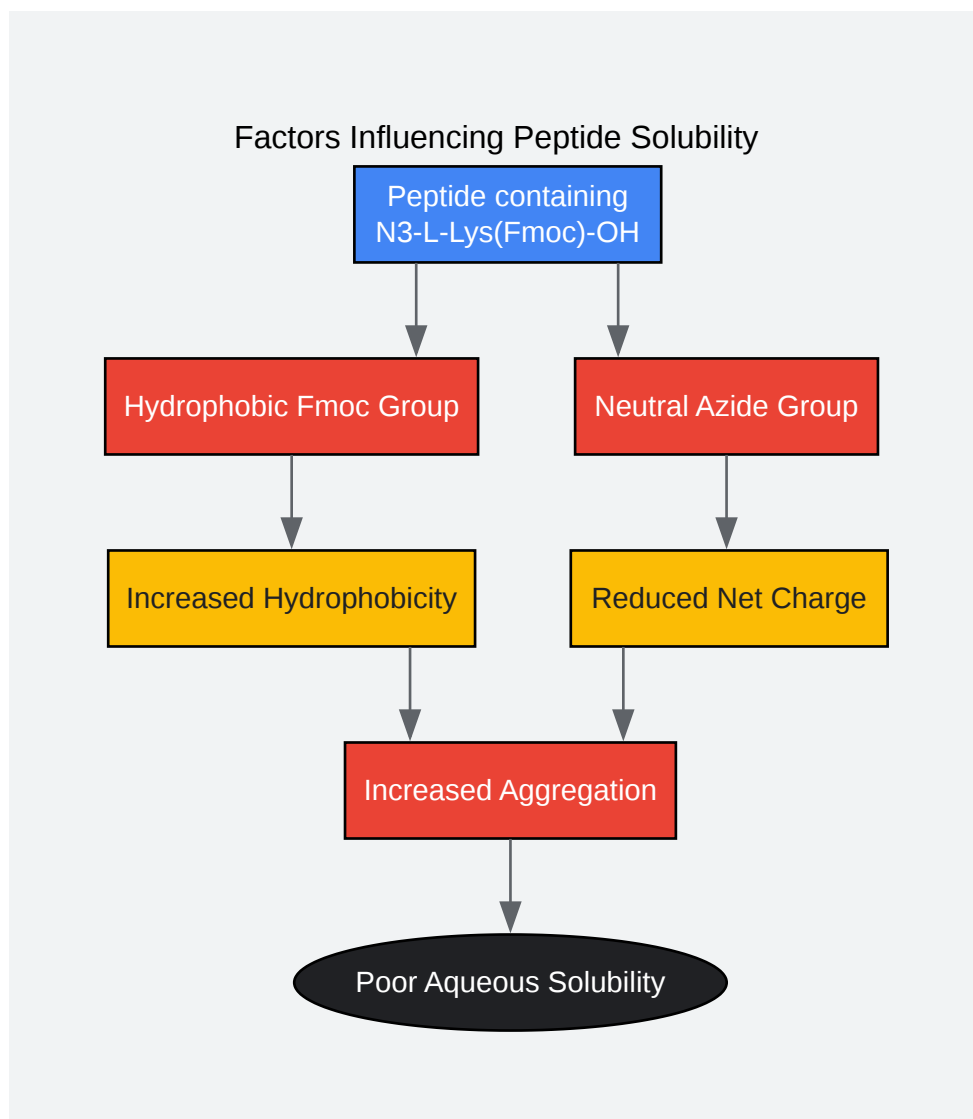 Factors Influencing Peptide Solubility
Peptide containing
N3-L-Lys(Fmoc)-OH
Hydrophobic Fmoc Group
Neutral Azide Group
Increased Hydrophobicity
Reduced Net Charge
Increased Aggregation
Poor Aqueous Solubility